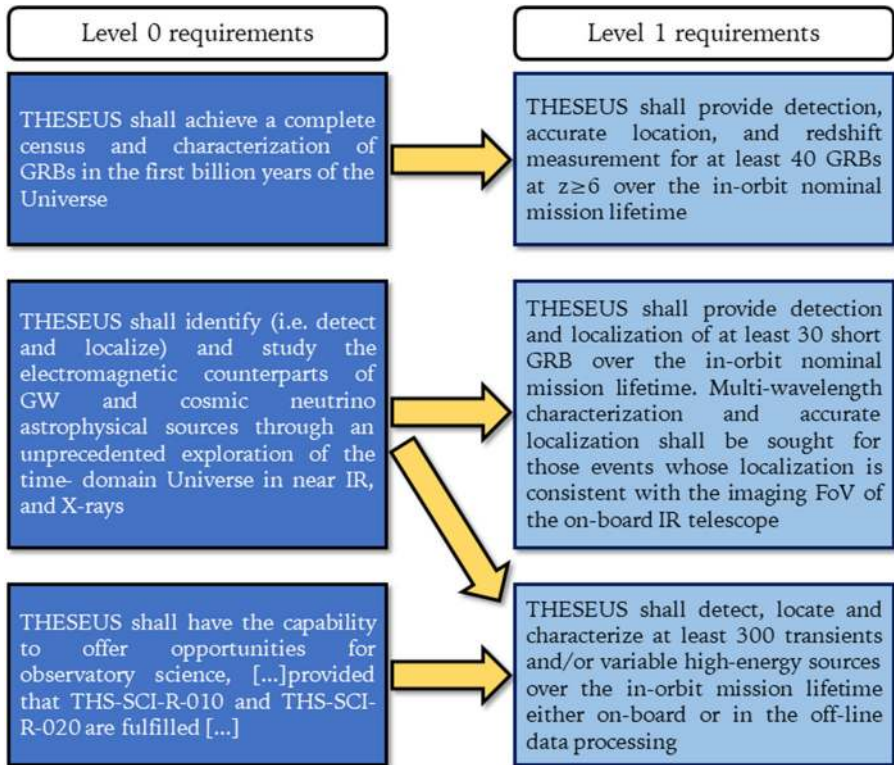 Level 0 requirements
Level 1 requirements
THESEUS shall achieve a complete
census and characterization of
GRBs in the first billion years of the
Universe
THESEUS shall provide detection,
accurate location, and redshift
measurement for at least 40 GRBs
at z≥6 over the in-orbit nominal
mission lifetime
THESEUS shall identify (i.e. detect
and localize) and study the
electromagnetic counterparts of
GW and cosmic neutrino
astrophysical sources through an
unprecedented exploration of the
time- domain Universe in near IR,
and X-rays
THESEUS shall provide detection
and localization of at least 30 short
GRB over the in-orbit nominal
mission lifetime. Multi-wavelength
characterization and accurate
localization shall be sought for
those events whose localization is
consistent with the imaging FoV of
the on-board IR telescope
THESEUS shall have the capability
to offer opportunities for
observatory science, [...]provided
that THS-SCI-R-010 and THS-SCI-
R-020 are fulfilled [...]
THESEUS shall detect, locate and
characterize at least 300 transients
and/or variable high-energy sources
over the in-orbit mission lifetime
either on-board or in the off-line
data processing